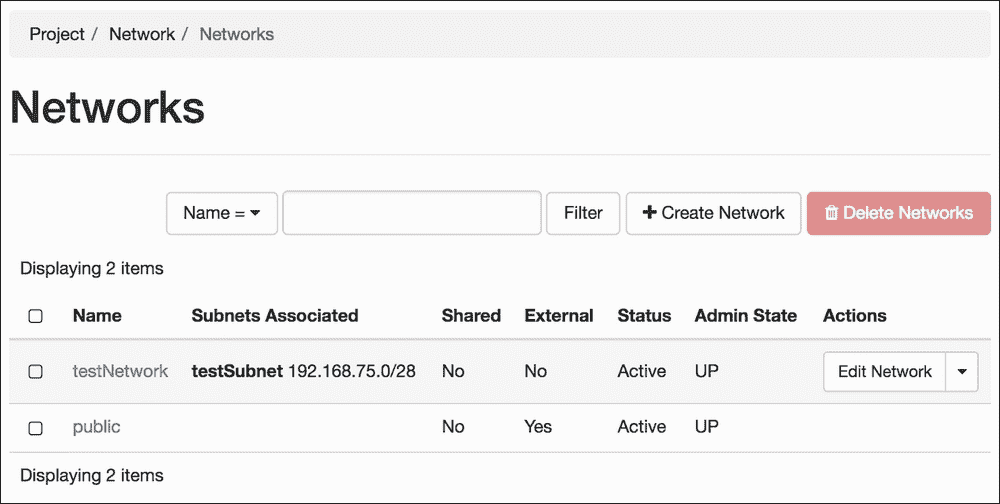 Project / Network / Networks
Networks
Name = Filter + Create Network Delete Networks
Displaying 2 items
Name Subnets Associated Shared External Status Admin State Actions
testNetwork testSubnet 192.168.75.0/28 No No Active UP Edit Network
public No Yes Active UP
Displaying 2 items